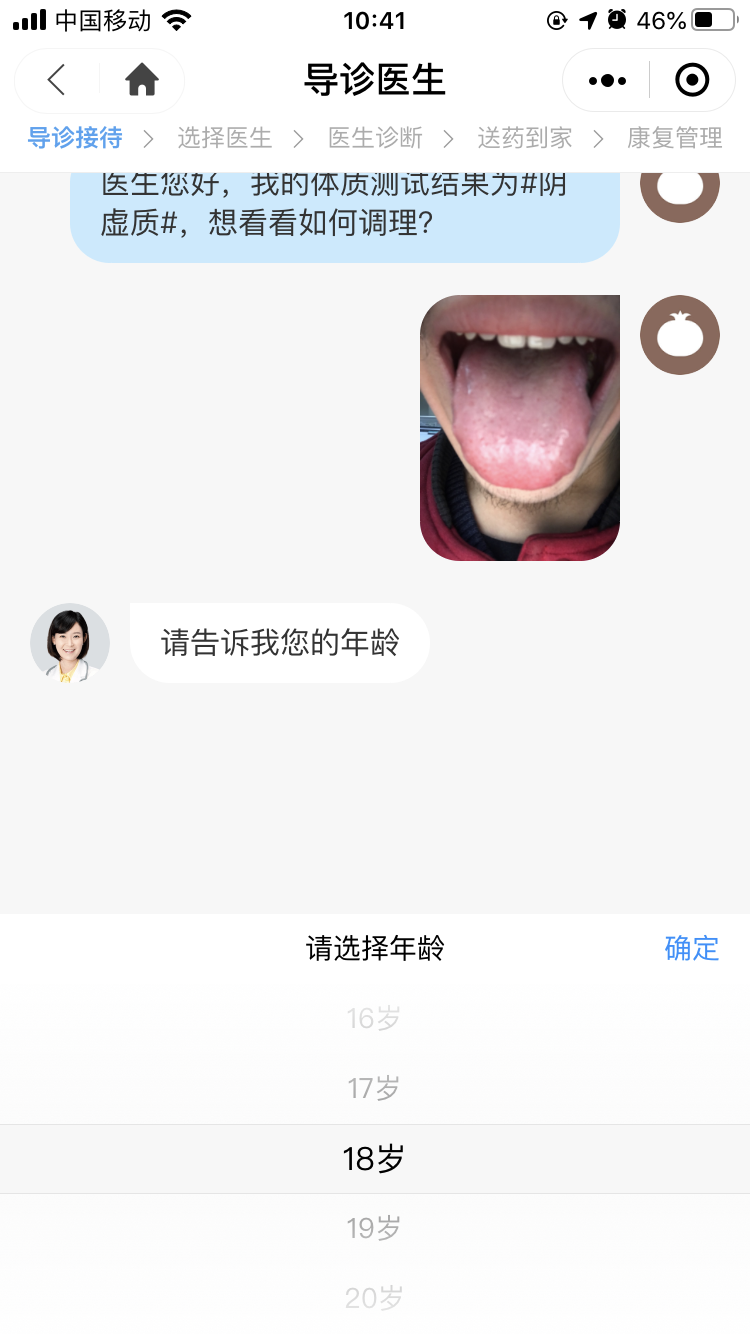 中国移动
10:41
46%
导诊医生
导诊接待 选择医生 医生诊断 送药到家 康复管理
医生您好，我的体质测试结果为#阴
虚质#，想看看如何调理?
请告诉我您的年龄
请选择年龄
确定
16岁
17岁
18岁
19岁
20岁